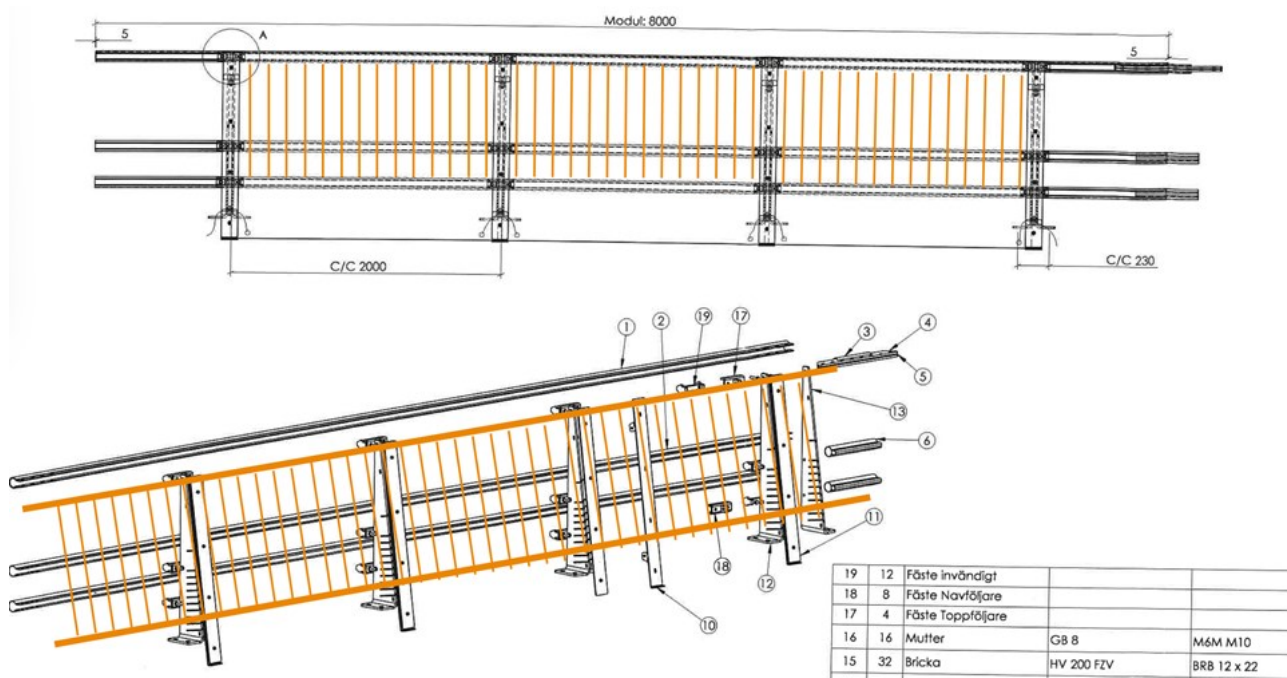 Modul: 8000
5
A
5
C/C 2000
C/C 230
1
2
19
17
3
4
5
13
6
11
12
18
10
19 12 Fäste invändigt
18 8 Fäste Navföljare
17 4 Fäste Toppföljare
16 16 Mutter GB 8 M6M M10
15 32 Bricka HV 200 FZV BRB 12 x 22